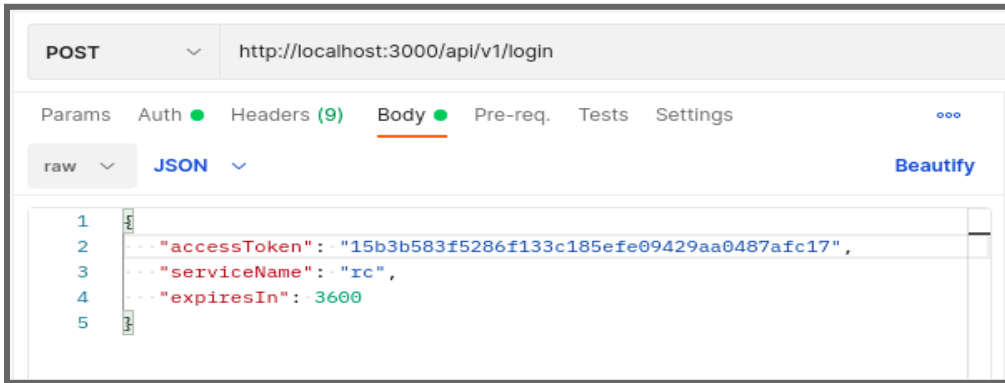 POST http://localhost:3000/api/v1/login
Params Auth Headers (9) Body Pre-req. Tests Settings
raw JSON Beautify
1 {
2 "accessToken": "15b3b583f5286f133c185efe09429aa0487afc17",
3 "serviceName": "rc",
4 "expiresIn": 3600
5 }